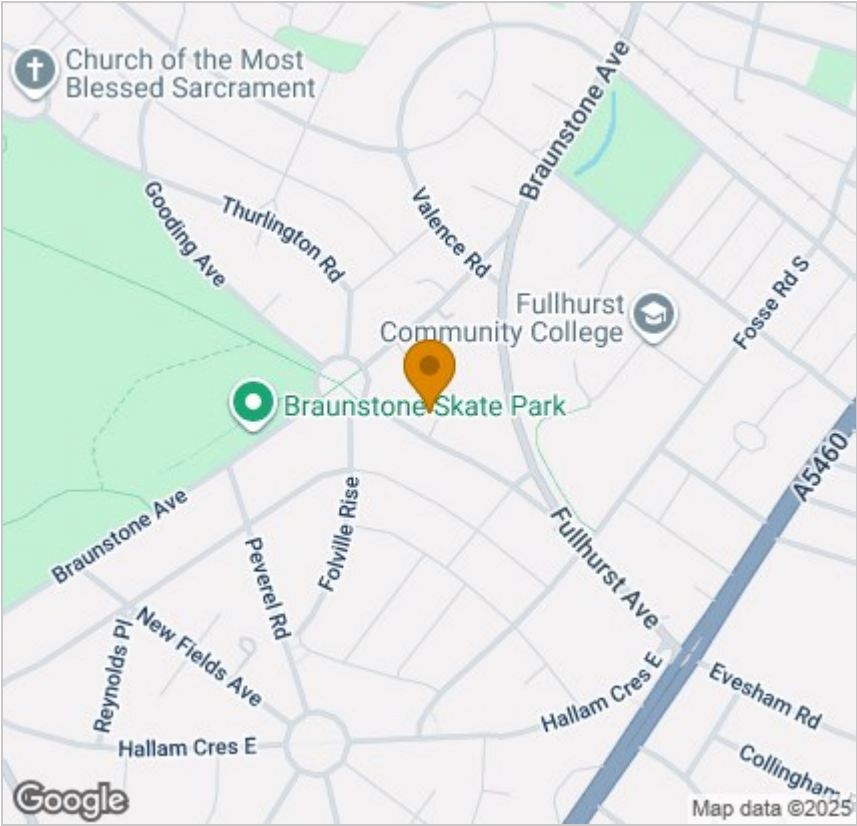 Church of the Most
Blessed Sarcrament
Braunstone Ave
Gooding Ave
Thurlington Rd
Valence Rd
Fullhurst
Community College
Fosse Rd S
Braunstone Skate Park
A5460
Braunstone Ave
Folville Rise
Peverel Rd
Fullhurst Ave
New Fields Ave
Reynolds Pl
Hallam Cres E
Evesham Rd
Hallam Cres E
Collingham
Google
Map data ©2025